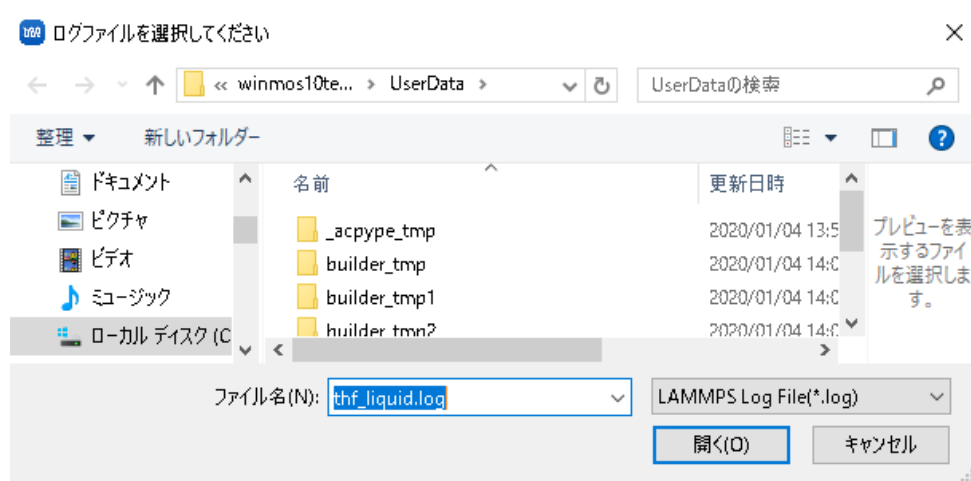 ログファイルを選択してください
« winmos10te... › UserData ›
UserDataの検索
整理
新しいフォルダー
ドキュメント
ピクチャ
ビデオ
ミュージック
ローカル ディスク (C
名前
更新日時
_acpype_tmp
2020/01/04 13:5
builder_tmp
2020/01/04 14:0
builder_tmp1
2020/01/04 14:0
builder_tmp2
2020/01/04 14:0
プレビューを表
示するファイ
ルを選択しま
す。
ファイル名(N):
thf_liquid.log
LAMMPS Log File(*.log)
開く(O)
キャンセル